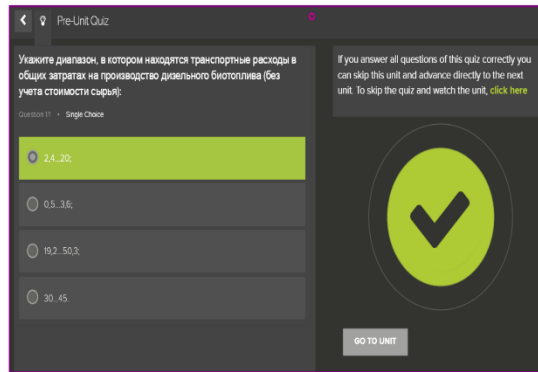 Pre-Unit Quiz
Укажите диапазон, в котором находятся транспортные расходы в
общих затратах на производство дизельного биотоплива (без
учета стоимости сырья):
Question 11 • Single Choice
2,4...20;
0,5...3,6;
19,2...50,3;
30...45.
If you answer all questions of this quiz correctly you
can skip this unit and advance directly to the next
unit. To skip the quiz and watch the unit, click here
GO TO UNIT